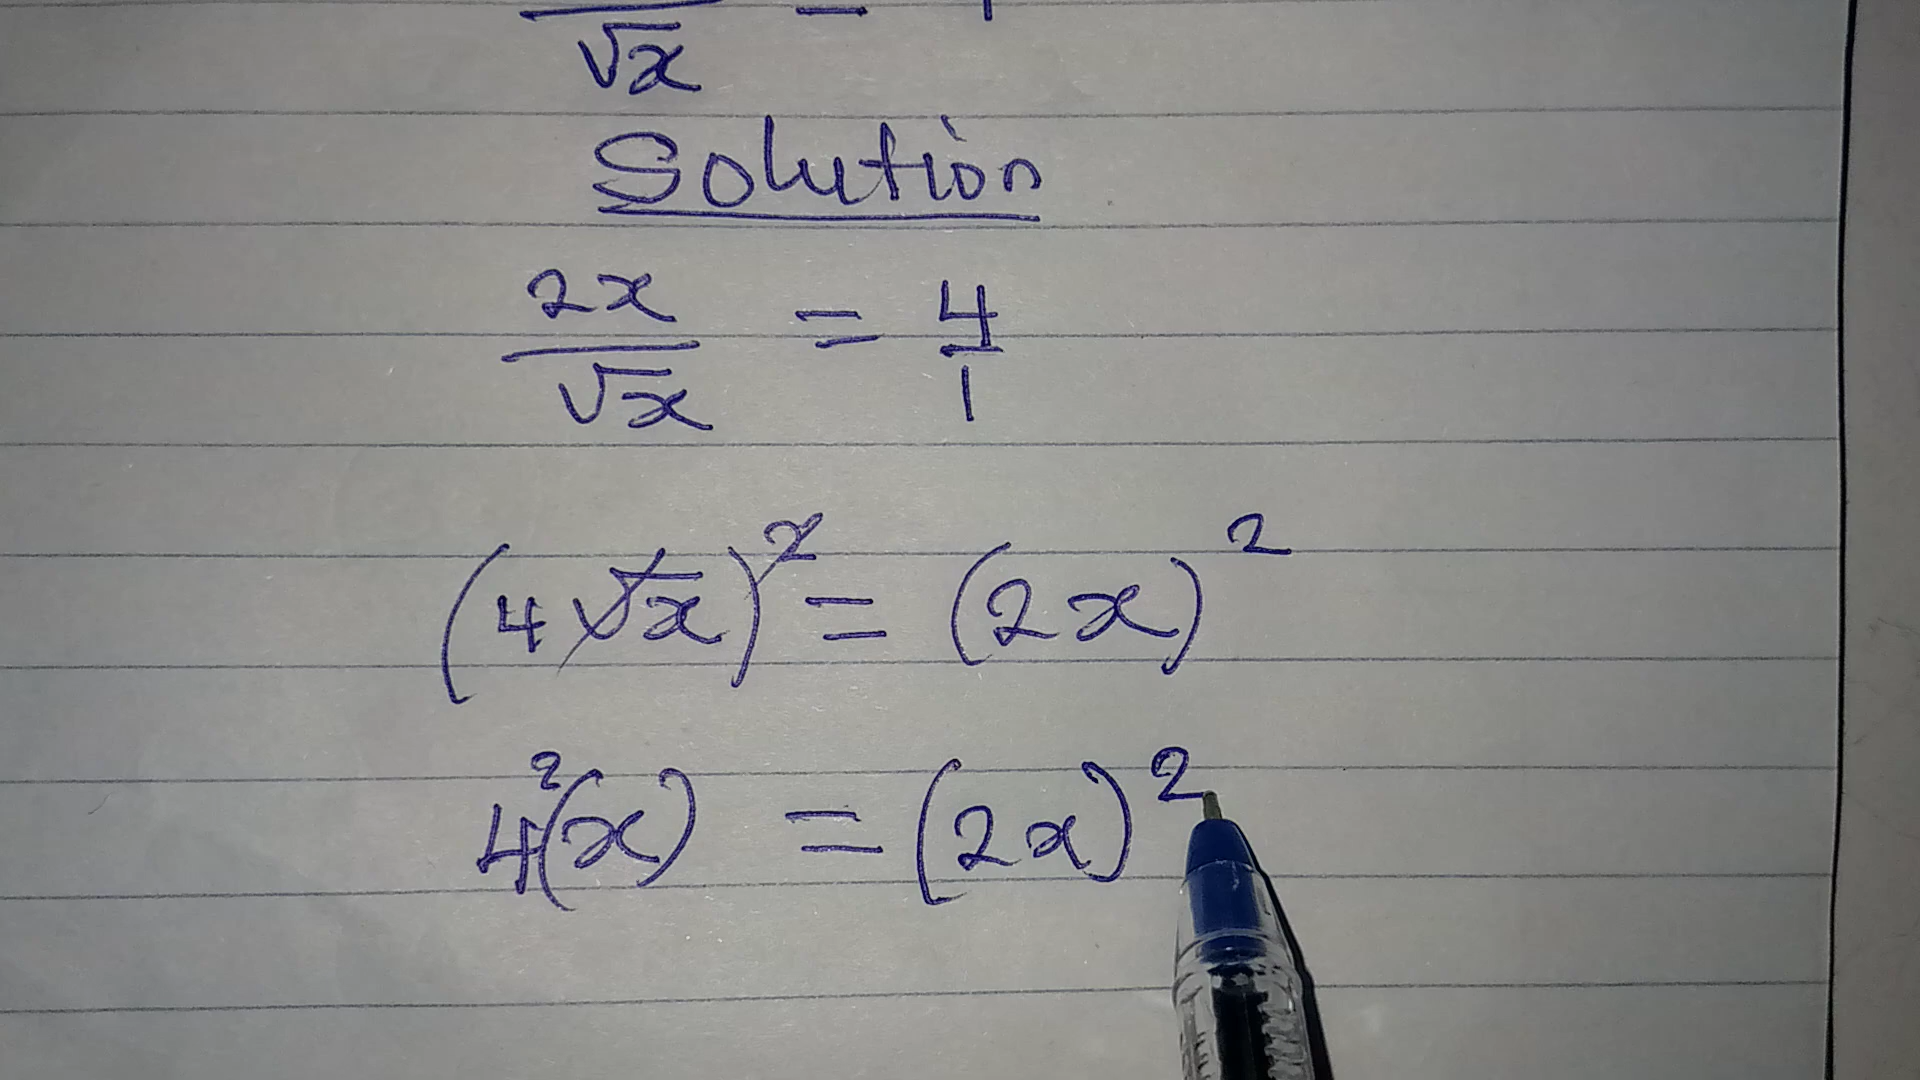 √x =
Solution
2x/√x = 4/1
(4√x)² = (2x)²
4²(x) = (2x)²